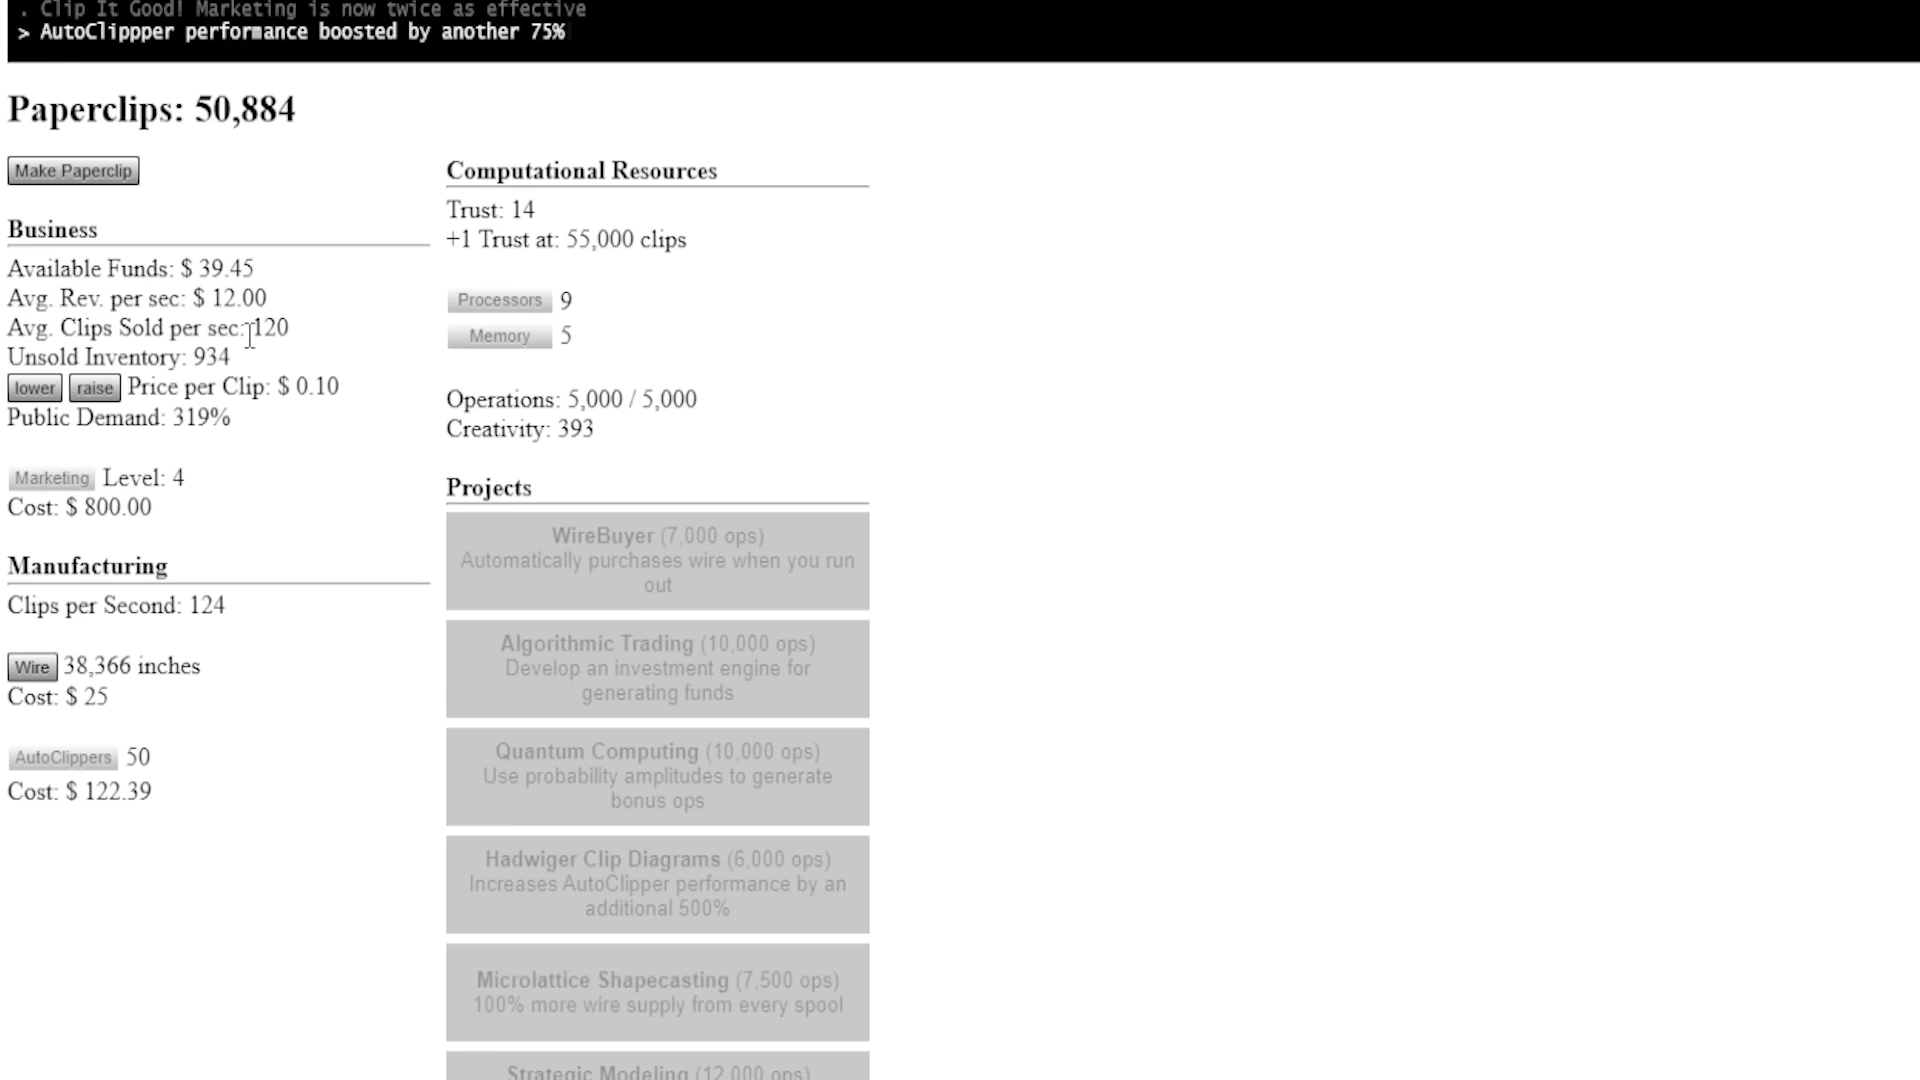 . Clip It Good! Marketing is now twice as effective
> AutoClippper performance boosted by another 75%
Paperclips: 50,884
Make Paperclip
Business
Available Funds: $ 39.45
Avg. Rev. per sec: $ 12.00
Avg. Clips Sold per sec: 120
Unsold Inventory: 934
lower raise Price per Clip: $ 0.10
Public Demand: 319%
Marketing Level: 4
Cost: $ 800.00
Manufacturing
Clips per Second: 124
Wire 38,366 inches
Cost: $ 25
AutoClippers 50
Cost: $ 122.39
Computational Resources
Trust: 14
+1 Trust at: 55,000 clips
Processors 9
Memory 5
Operations: 5,000 / 5,000
Creativity: 393
Projects
WireBuyer (7,000 ops)
Automatically purchases wire when you run
out
Algorithmic Trading (10,000 ops)
Develop an investment engine for
generating funds
Quantum Computing (10,000 ops)
Use probability amplitudes to generate
bonus ops
Hadwiger Clip Diagrams (6,000 ops)
Increases AutoClipper performance by an
additional 500%
Microlattice Shapecasting (7,500 ops)
100% more wire supply from every spool
Strategic Modeling (12,000 ops)